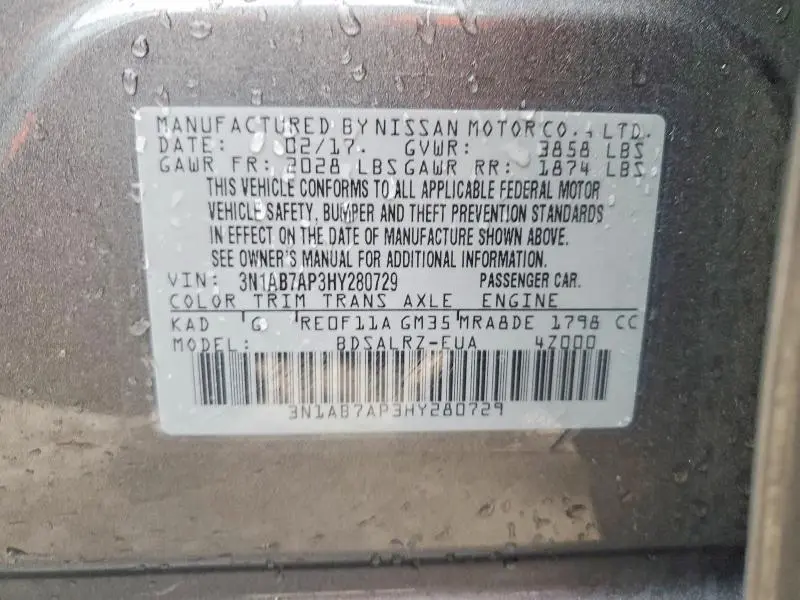 MANUFACTURED BY NISSAN MOTOR CO., LTD.
DATE: 02/17. GVWR: 3858 LBS
GAWR FR: 2028 LBS GAWR RR: 1874 LBS
THIS VEHICLE CONFORMS TO ALL APPLICABLE FEDERAL MOTOR
VEHICLE SAFETY, BUMPER AND THEFT PREVENTION STANDARDS
IN EFFECT ON THE DATE OF MANUFACTURE SHOWN ABOVE.
SEE OWNER'S MANUAL FOR ADDITIONAL INFORMATION.
VIN: 3N1AB7AP3HY280729 PASSENGER CAR.
COLOR TRIM TRANS AXLE ENGINE
KAD G RE0F11A GM35 MRA8DE 1798 CC
MODEL: BDSALRZ-EUA 4Z000
3N1AB7AP3HY280729